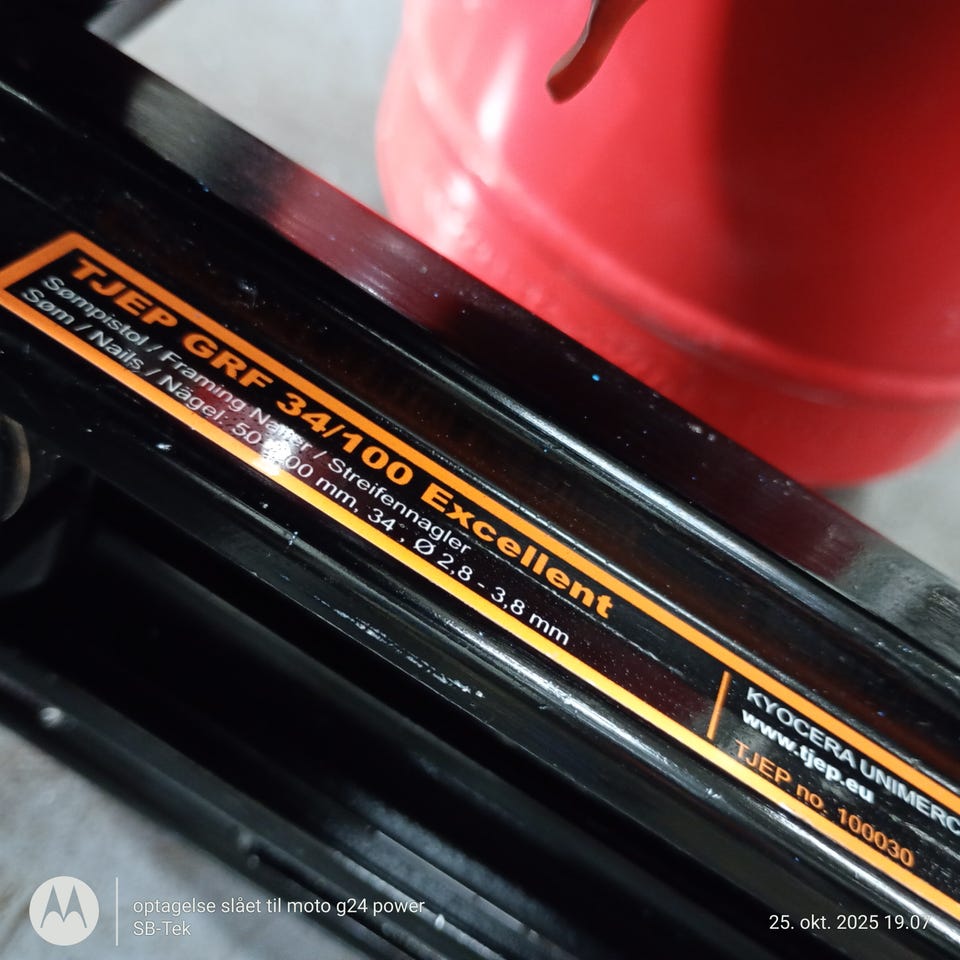 TJEP GRF 34/100 Excellent
Sømpistol / Framing Nailer / Streifennagler
Søm / Nails / Nägel: 50 - 100 mm, 34°, Ø 2,8 - 3,8 mm
KYOCERA UNIMERC
www.tjep.eu
TJEP no. 100030
optagelse slået til moto g24 power
SB-Tek
25. okt. 2025 19.07